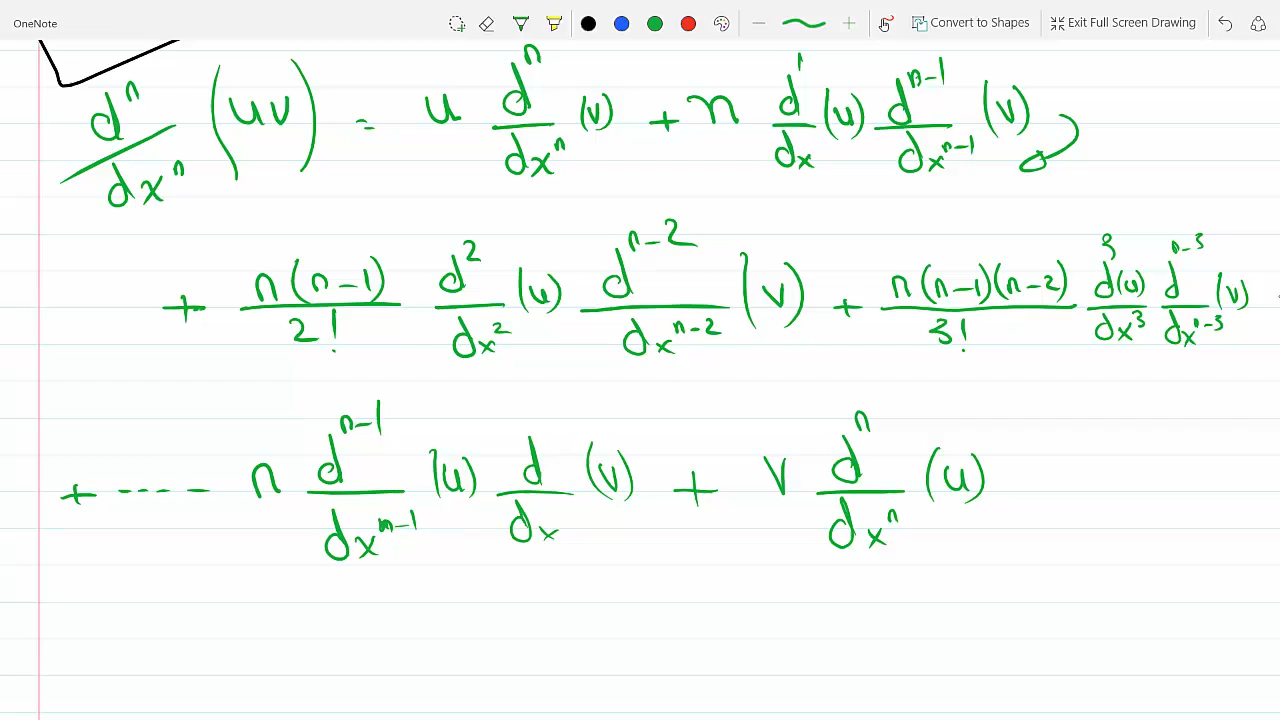 OneNote
Convert to Shapes Exit Full Screen Drawing
d^n/dx^n (uv) = u d^n/dx^n (v) + n d^1/dx (u) d^(n-1)/dx^(n-1) (v)
+ n(n-1)/2! d^2/dx^2 (u) d^(n-2)/dx^(n-2) (v) + n(n-1)(n-2)/3! d^3(u)/dx^3 d^(n-3)/dx^(n-3) (v)
+ ---- n d^(n-1)/dx^(n-1) (u) d/dx (v) + v d^n/dx^n (u)